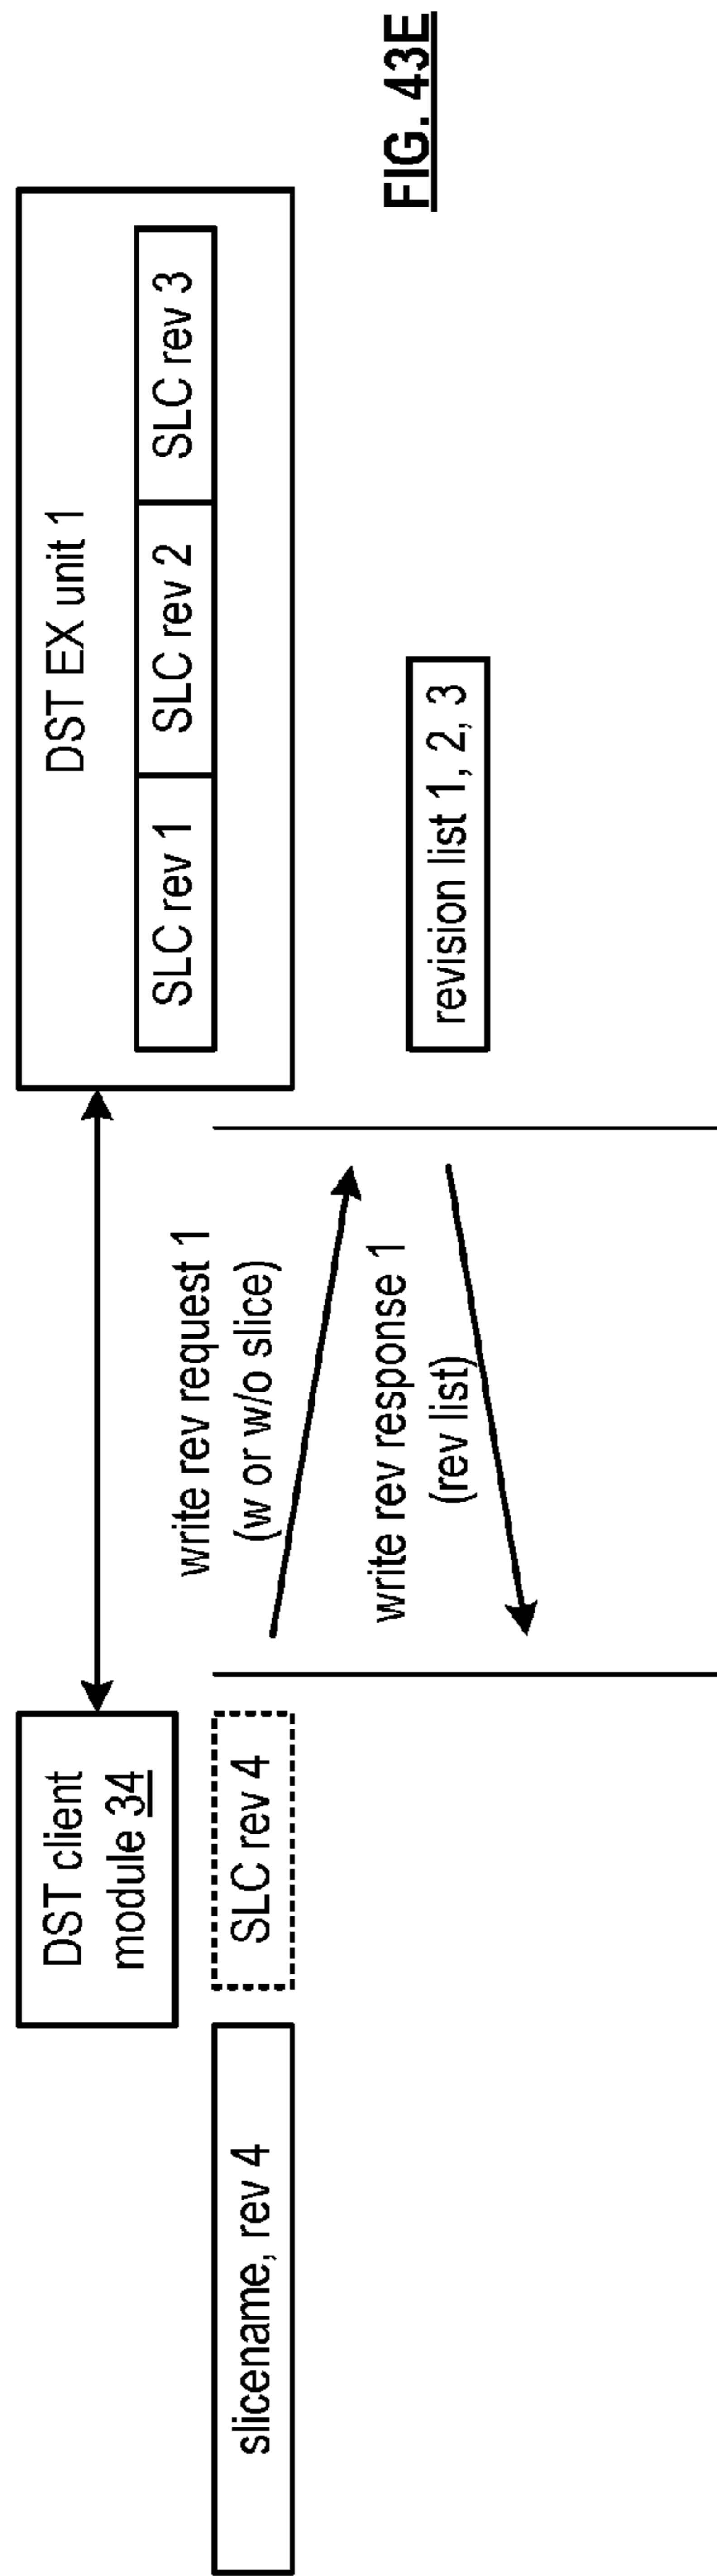 DST client
module 34
DST EX unit 1
SLC rev 1
SLC rev 2
SLC rev 3
slicename, rev 4
SLC rev 4
write rev request 1
(w or w/o slice)
write rev response 1
(rev list)
revision list 1, 2, 3
FIG. 43E